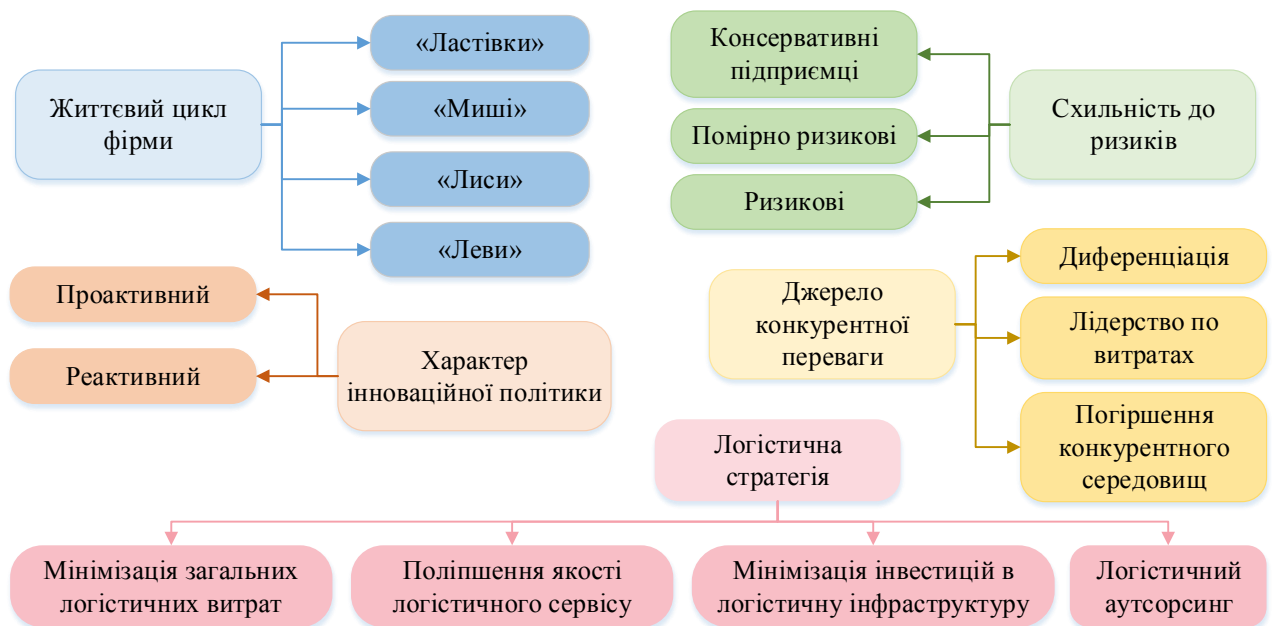 Життєвий цикл
фірми
«Ластівки»
«Миші»
«Лиси»
«Леви»
Консервативні
підприємці
Помірно ризикові
Ризикові
Схильність до
ризиків
Проактивний
Реактивний
Характер
інноваційної політики
Джерело
конкурентної
переваги
Диференціація
Лідерство по
витратах
Погіршення
конкурентного
середовищ
Логістична
стратегія
Мінімізація загальних
логістичних витрат
Поліпшення якості
логістичного сервісу
Мінімізація інвестицій в
логістичну інфраструктуру
Логістичний
аутсорсинг